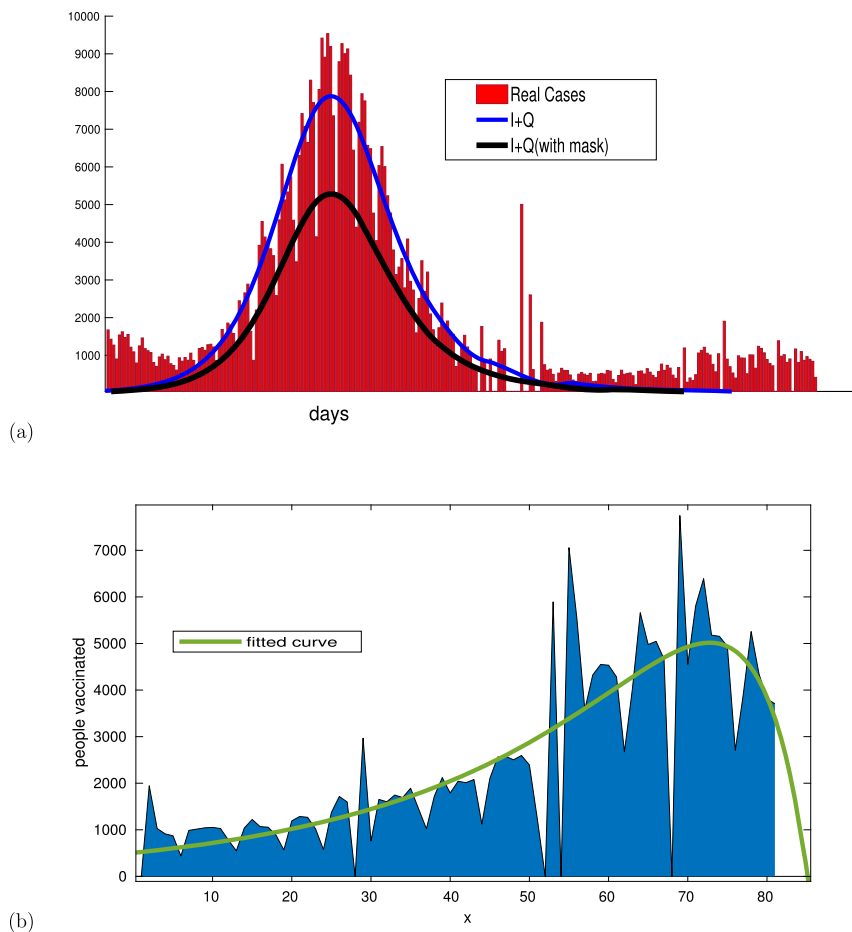 10000
9000
8000
7000
6000
5000
4000
3000
2000
1000
Real Cases
I+Q
I+Q(with mask)
days
(a)
7000
6000
5000
4000
3000
2000
1000
0
people vaccinated
fitted curve
10 20 30 40 50 60 70 80
x
(b)